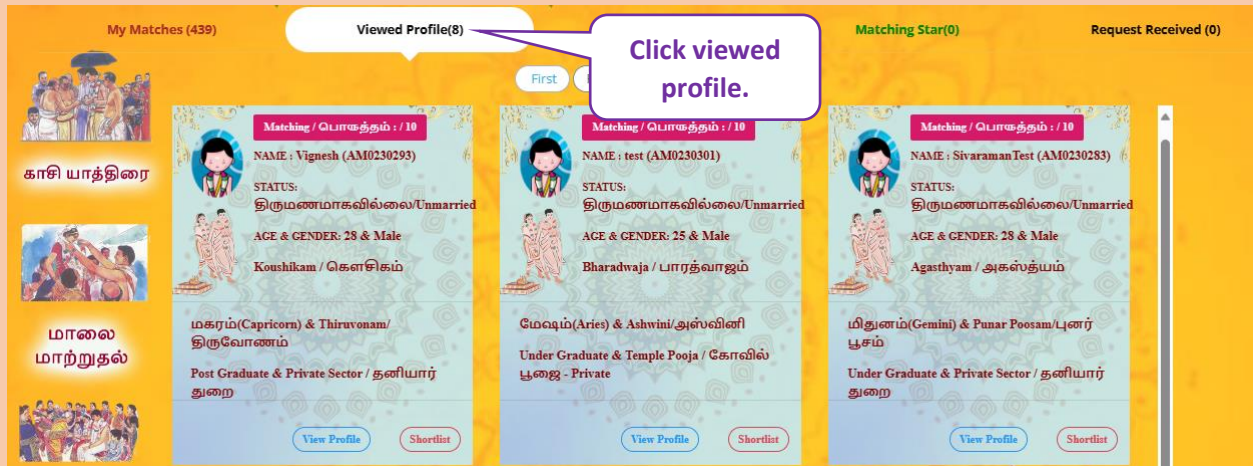 My Matches (439)
Viewed Profile(8)
Matching Star(0)
Request Received (0)
Click viewed
profile.
First
காசி யாத்திரை
மாலை
மாற்றுதல்
Matching / பொருத்தம் : / 10
NAME : Vignesh (AM0230293)
STATUS:
திருமணமாகவில்லை/Unmarried
AGE & GENDER: 28 & Male
Koushikam / கௌசிகம்
மகரம்(Capricorn) & Thiruvonam/
திருவோணம்
Post Graduate & Private Sector / தனியார்
துறை
View Profile
Shortlist
Matching / பொருத்தம் : / 10
NAME : test (AM0230301)
STATUS:
திருமணமாகவில்லை/Unmarried
AGE & GENDER: 25 & Male
Bharadwaja / பாரத்வாஜம்
மேஷம்(Aries) & Ashwini/அஸ்வினி
Under Graduate & Temple Pooja / கோவில்
பூஜை - Private
View Profile
Shortlist
Matching / பொருத்தம் : / 10
NAME : SivaramanTest (AM0230283)
STATUS:
திருமணமாகவில்லை/Unmarried
AGE & GENDER: 28 & Male
Agasthyam / அகஸ்த்யம்
மிதுனம்(Gemini) & Punar Poosam/புனர்
பூசம்
Under Graduate & Private Sector / தனியார்
துறை
View Profile
Shortlist